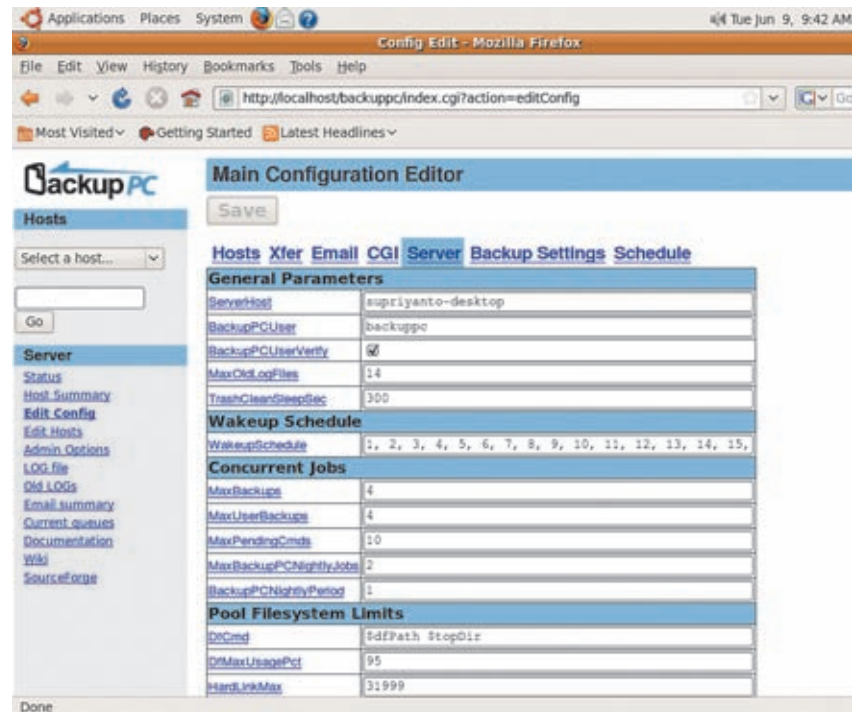 Applications Places System Tue Jun 9, 9:42 AM
Config Edit - Mozilla Firefox
File Edit View History Bookmarks Tools Help
http://localhost/backuppc/index.cgi?action=editConfig Go
Most Visited Getting Started Latest Headlines
BackupPC
Main Configuration Editor
Save
Hosts
Select a host...
Go
Server
Status
Host Summary
Edit Config
Edit Hosts
Admin Options
LOG file
Old LOGs
Email summary
Current queues
Documentation
Wiki
SourceForge
Hosts Xfer Email CGI Server Backup Settings Schedule
General Parameters
ServerHost supriyanto-desktop
BackupPCUser backuppc
BackupPCUserVerify
MaxOldLogFiles 14
TrashCleanSleepSec 300
Wakeup Schedule
WakeupSchedule 1, 2, 3, 4, 5, 6, 7, 8, 9, 10, 11, 12, 13, 14, 15,
Concurrent Jobs
MaxBackups 4
MaxUserBackups 4
MaxPendingCmds 10
MaxBackupPCNightlyJobs 2
BackupPCNightlyPeriod 1
Pool Filesystem Limits
DfCmd $dfPath $topDir
DfMaxUsagePct 95
HardLinkMax 31999
Done